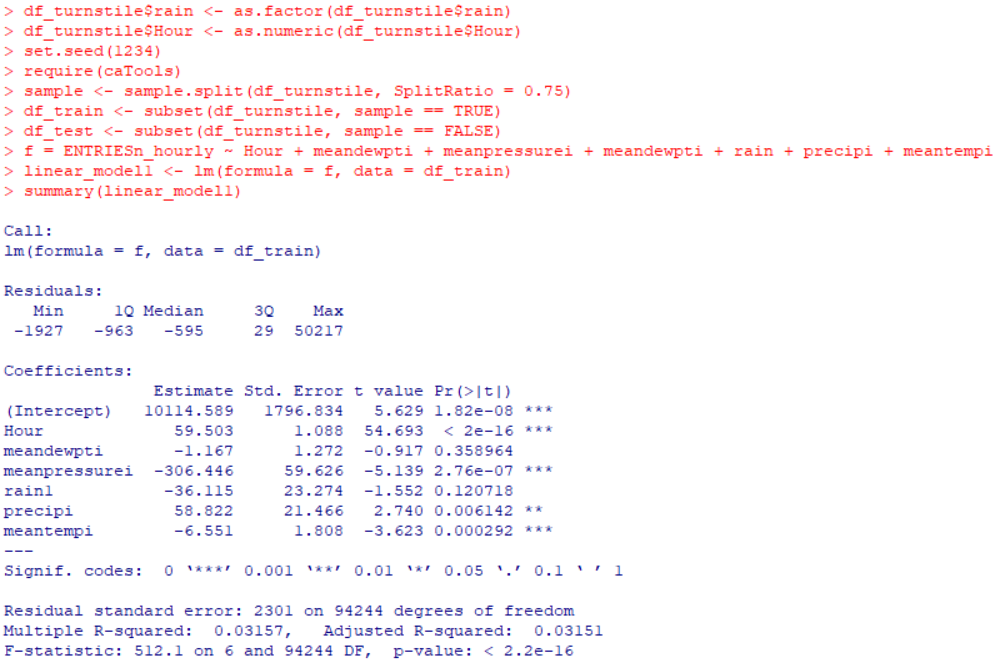 > df_turnstile$rain <- as.factor(df_turnstile$rain)
> df_turnstile$Hour <- as.numeric(df_turnstile$Hour)
> set.seed(1234)
> require(caTools)
> sample <- sample.split(df_turnstile, SplitRatio = 0.75)
> df_train <- subset(df_turnstile, sample == TRUE)
> df_test <- subset(df_turnstile, sample == FALSE)
> f = ENTRIESn_hourly ~ Hour + meandewpti + meanpressurei + meandewpti + rain + precipi + meantempi
> linear_model1 <- lm(formula = f, data = df_train)
> summary(linear_model1)

Call:
lm(formula = f, data = df_train)

Residuals:
   Min     1Q Median     3Q    Max
 -1927   -963   -595     29  50217

Coefficients:
               Estimate Std. Error t value Pr(>|t|)
(Intercept)   10114.589   1796.834   5.629 1.82e-08 ***
Hour             59.503      1.088  54.693  < 2e-16 ***
meandewpti       -1.167      1.272  -0.917 0.358964
meanpressurei  -306.446     59.626  -5.139 2.76e-07 ***
rain1           -36.115     23.274  -1.552 0.120718
precipi          58.822     21.466   2.740 0.006142 **
meantempi        -6.551      1.808  -3.623 0.000292 ***
---
Signif. codes:  0 ‘***’ 0.001 ‘**’ 0.01 ‘*’ 0.05 ‘.’ 0.1 ‘ ’ 1

Residual standard error: 2301 on 94244 degrees of freedom
Multiple R-squared:  0.03157,   Adjusted R-squared:  0.03151
F-statistic: 512.1 on 6 and 94244 DF,  p-value: < 2.2e-16